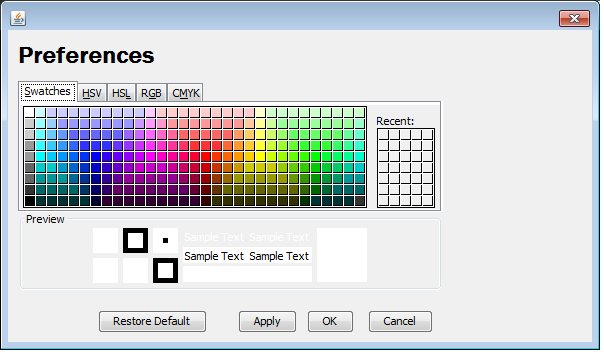 Preferences
Swatches HSV HSL RGB CMYK
Recent:
Preview
Sample Text Sample Text
Sample Text Sample Text
Restore Default Apply OK Cancel